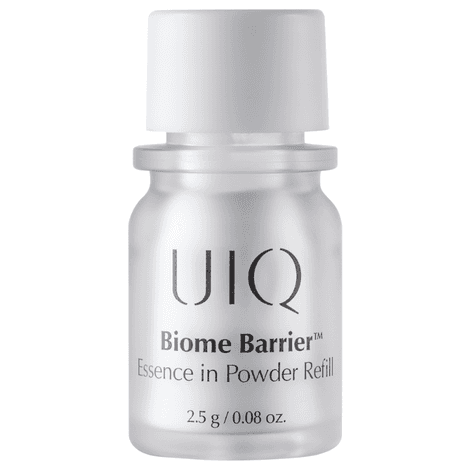 UIQ
Biome Barrier™
Essence in Powder Refill
2.5 g / 0.08 oz.